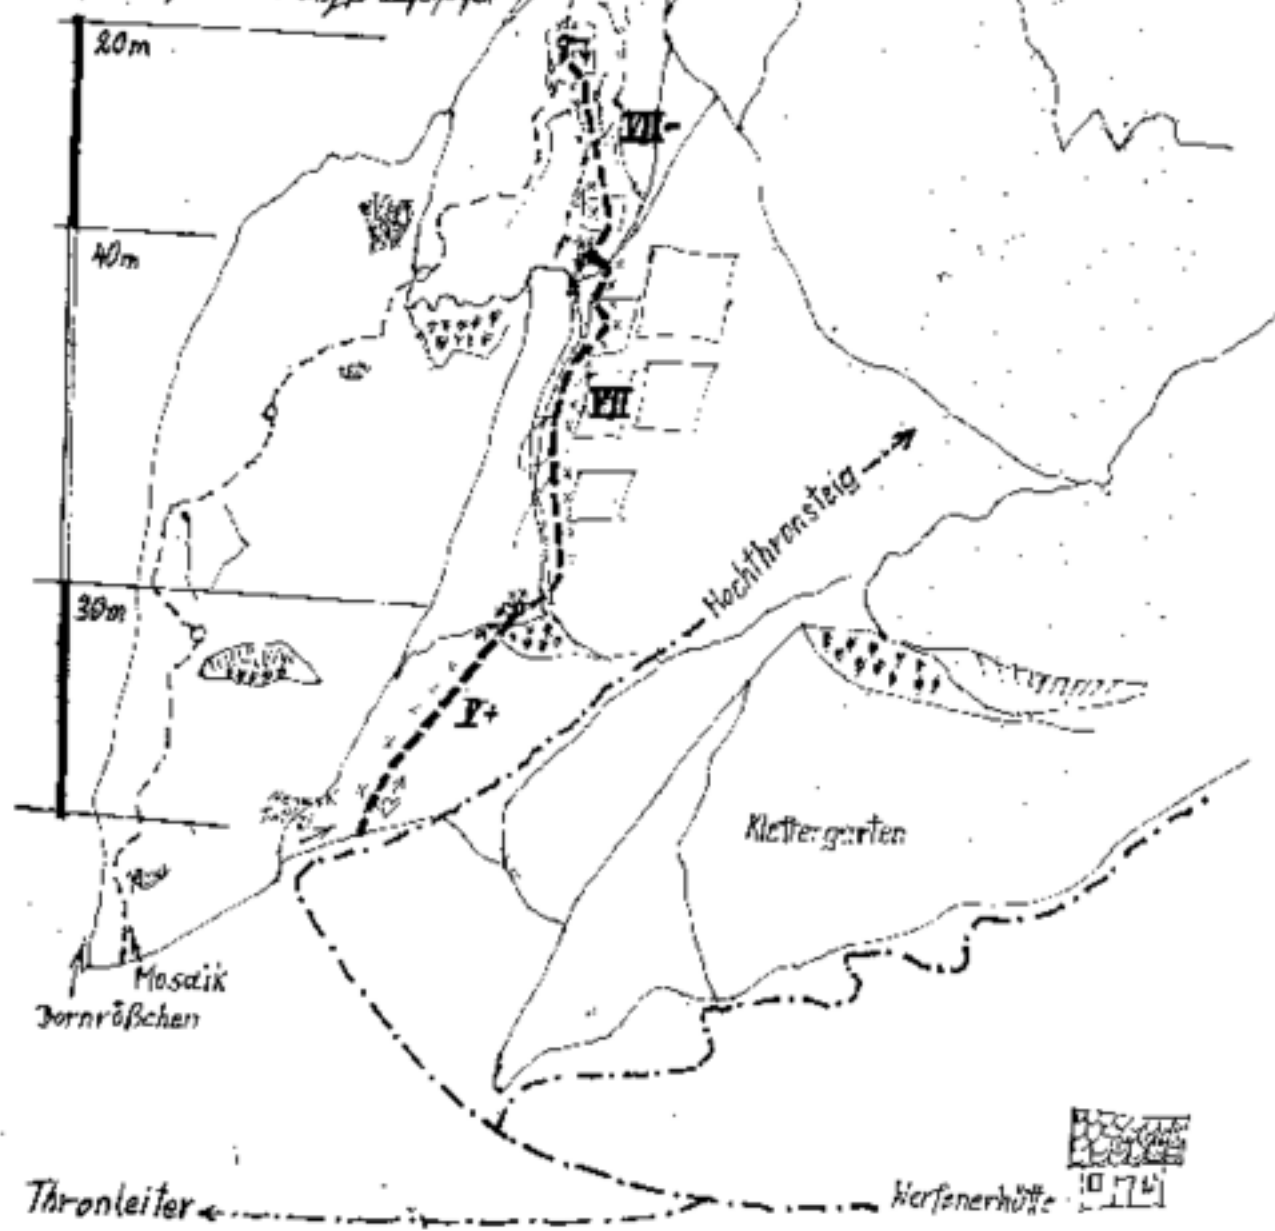 20m
VII-
40m
VII
Hochthronsteig
30m
V+
Klettergarten
Mosaik
Dornrößchen
Thronleiter
Werfenerhütte